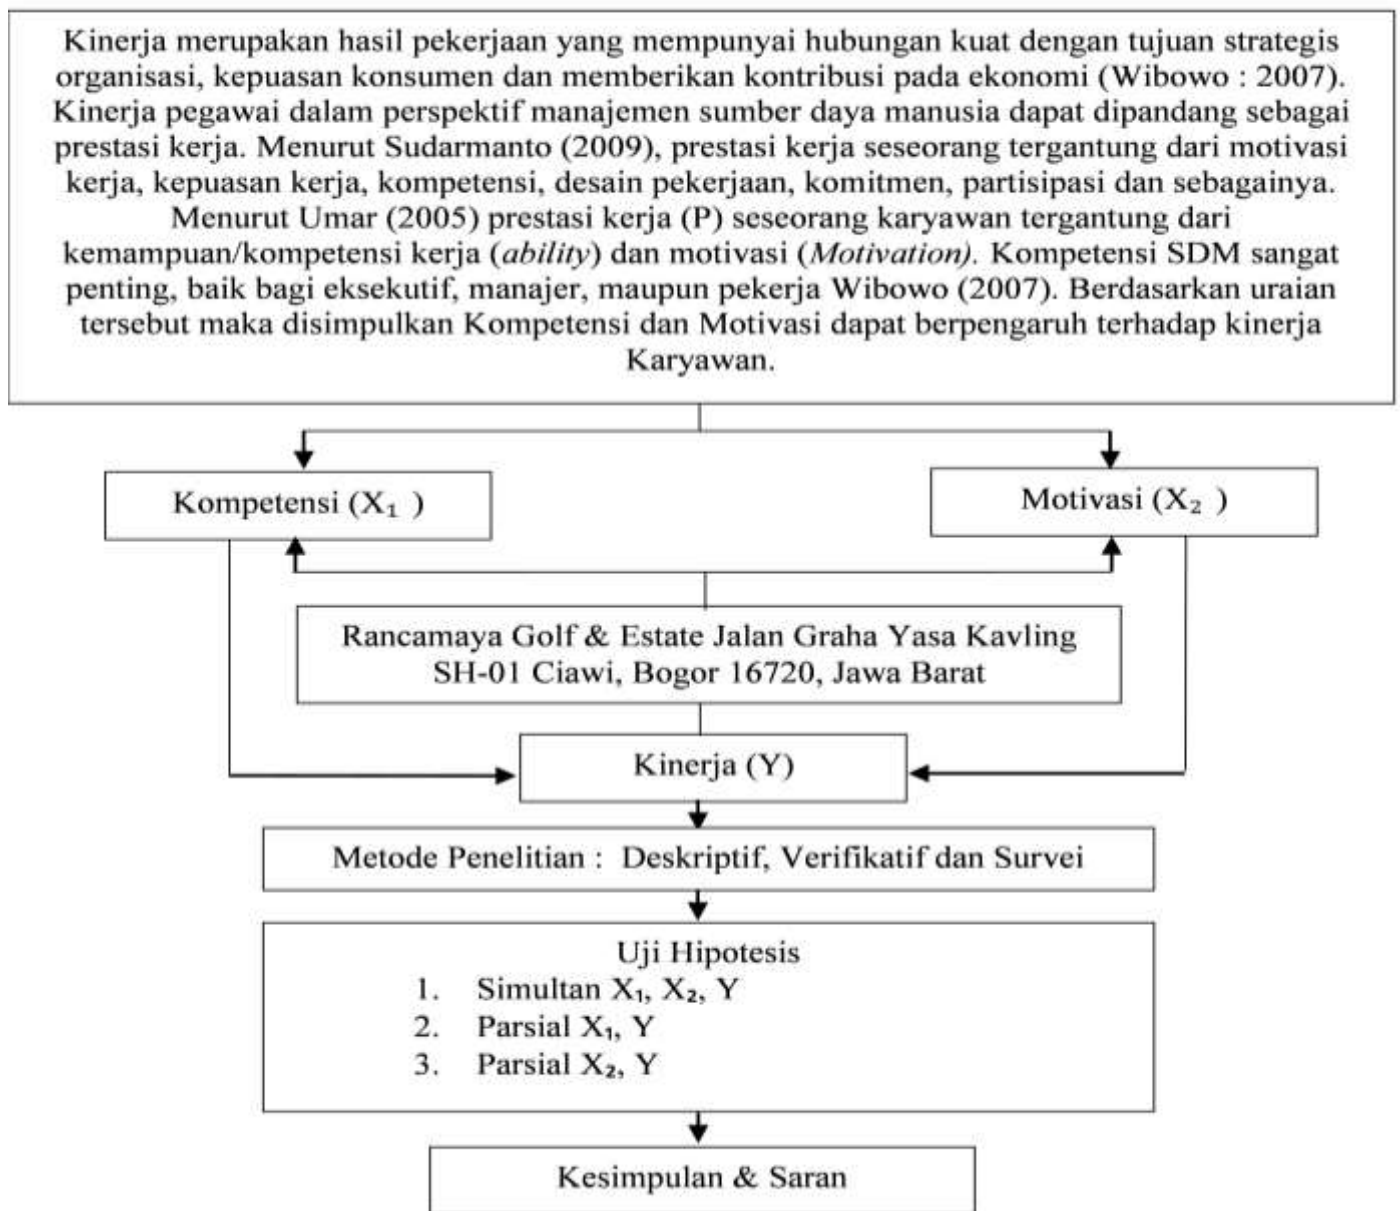 Kinerja merupakan hasil pekerjaan yang mempunyai hubungan kuat dengan tujuan strategis
organisasi, kepuasan konsumen dan memberikan kontribusi pada ekonomi (Wibowo : 2007).
Kinerja pegawai dalam perspektif manajemen sumber daya manusia dapat dipandang sebagai
prestasi kerja. Menurut Sudarmanto (2009), prestasi kerja seseorang tergantung dari motivasi
kerja, kepuasan kerja, kompetensi, desain pekerjaan, komitmen, partisipasi dan sebagainya.
Menurut Umar (2005) prestasi kerja (P) seseorang karyawan tergantung dari
kemampuan/kompetensi kerja (ability) dan motivasi (Motivation). Kompetensi SDM sangat
penting, baik bagi eksekutif, manajer, maupun pekerja Wibowo (2007). Berdasarkan uraian
tersebut maka disimpulkan Kompetensi dan Motivasi dapat berpengaruh terhadap kinerja
Karyawan.
Kompetensi (X₁ )
Motivasi (X₂ )
Rancamaya Golf & Estate Jalan Graha Yasa Kavling
SH-01 Ciawi, Bogor 16720, Jawa Barat
Kinerja (Y)
Metode Penelitian : Deskriptif, Verifikatif dan Survei
Uji Hipotesis
1. Simultan X₁, X₂, Y
2. Parsial X₁, Y
3. Parsial X₂, Y
Kesimpulan & Saran